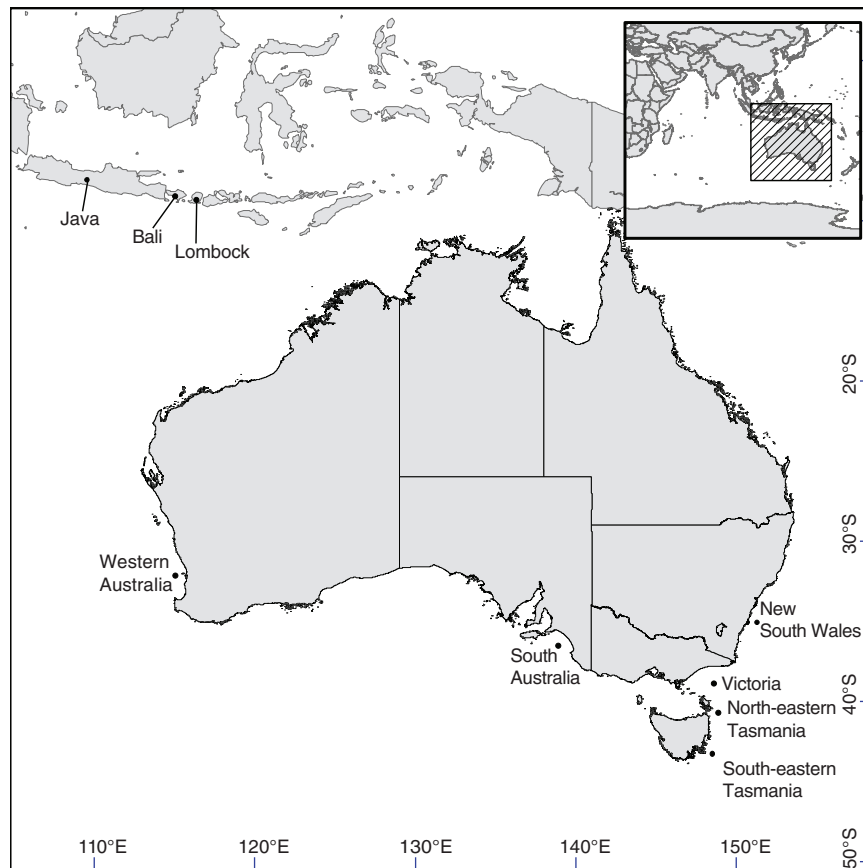 Java
Bali
Lombock
20°S
30°S
Western
Australia
New
South Wales
South
Australia
Victoria
40°S
North-eastern
Tasmania
South-eastern
Tasmania
110°E
120°E
130°E
140°E
150°E
50°S